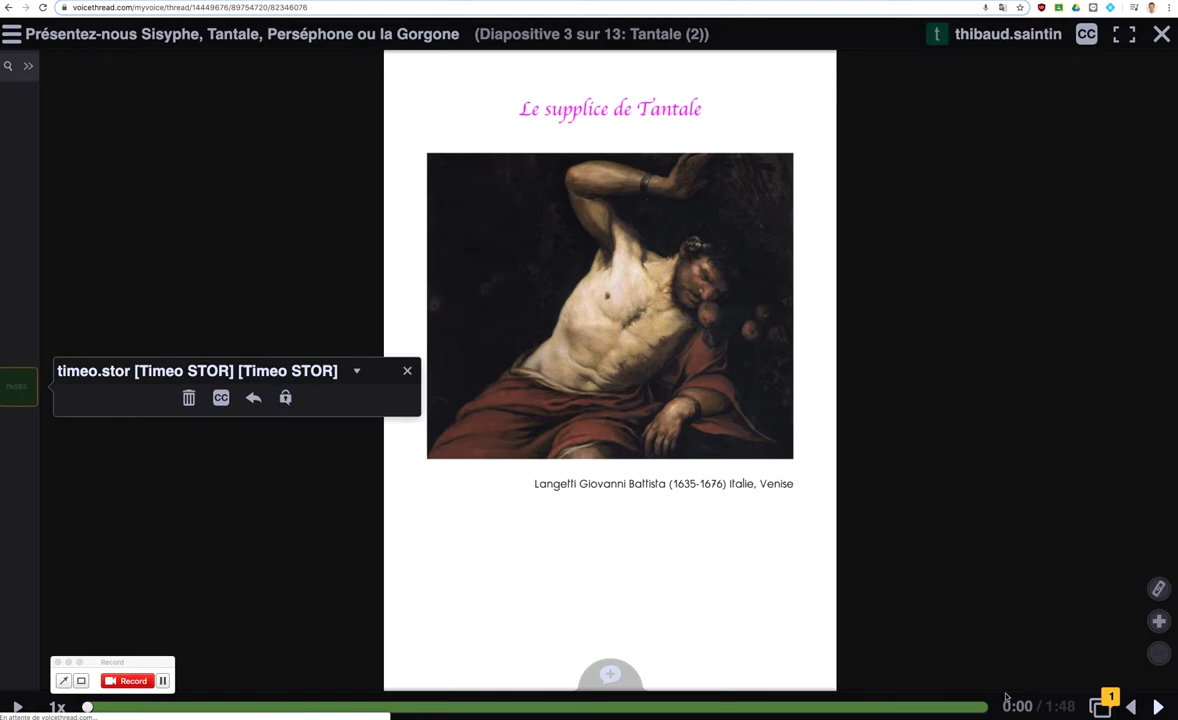 voicethread.com/myvoice/thread/14449676/89754720/82346076
Présentez-nous Sisyphe, Tantale, Perséphone ou la Gorgone (Diapositive 3 sur 13: Tantale (2))
t thibaud.saintin CC
Le supplice de Tantale
timeo.stor [Timeo STOR] [Timeo STOR]
CC
Langetti Giovanni Battista (1635-1676) Italie, Venise
Record
Record
1x
0:00 / 1:48
1
En attente de voicethread.com...